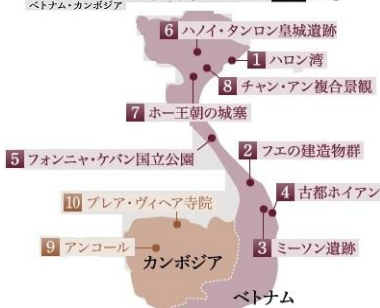 ベトナム・カンボジア
6 ハノイ・タンロン皇城遺跡
1 ハロン湾
8 チャン・アン複合景観
7 ホー王朝の城塞
5 フォンニャ・ケバン国立公園
2 フエの建造物群
4 古都ホイアン
10 プレア・ヴィヘア寺院
9 アンコール
3 ミーソン遺跡
カンボジア
ベトナム